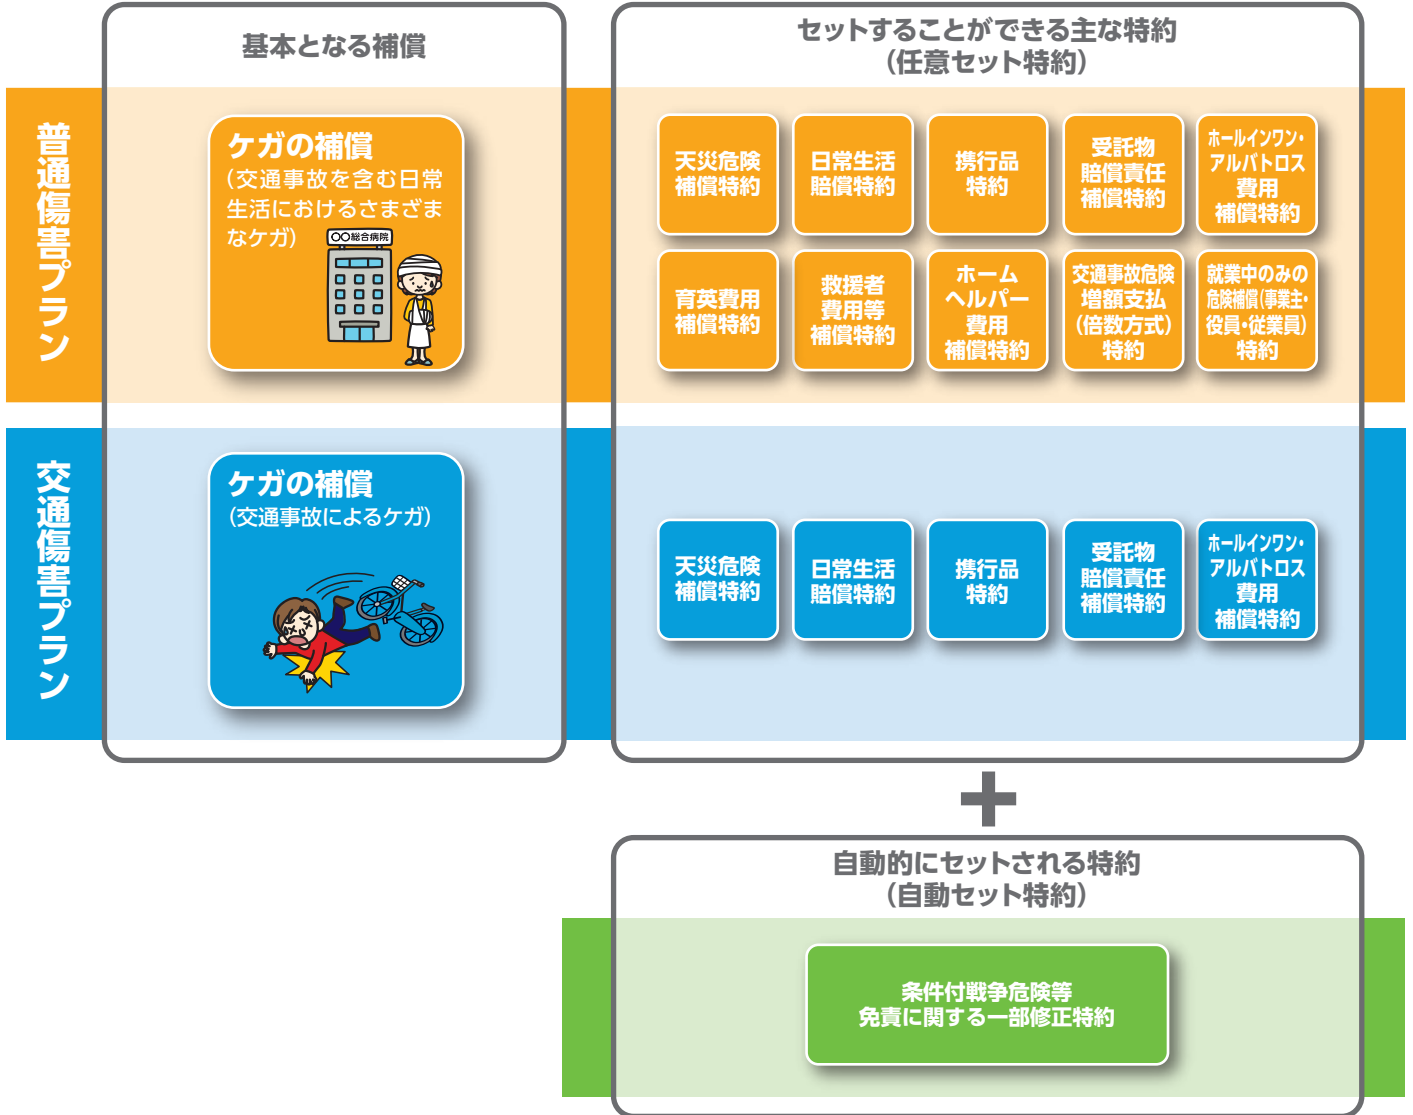 基本となる補償
セットすることができる主な特約
（任意セット特約）
普通傷害プラン
ケガの補償
（交通事故を含む日常
生活におけるさまざま
なケガ）
〇〇総合病院
天災危険
補償特約
日常生活
賠償特約
携行品
特約
受託物
賠償責任
補償特約
ホールインワン・
アルバトロス
費用
補償特約
育英費用
補償特約
救援者
費用等
補償特約
ホーム
ヘルパー
費用
補償特約
交通事故危険
増額支払
（倍数方式）
特約
就業中のみの
危険補償（事業主・
役員・従業員）
特約
交通傷害プラン
ケガの補償
（交通事故によるケガ）
天災危険
補償特約
日常生活
賠償特約
携行品
特約
受託物
賠償責任
補償特約
ホールインワン・
アルバトロス
費用
補償特約
+
自動的にセットされる特約
（自動セット特約）
条件付戦争危険等
免責に関する一部修正特約